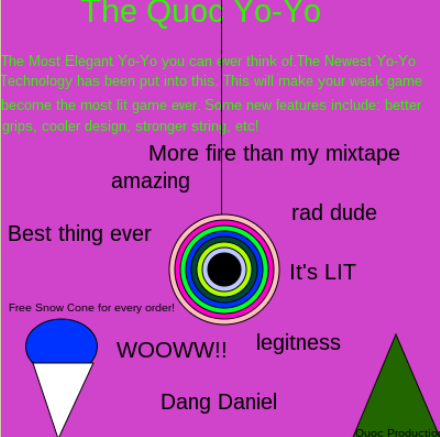 The Quoc Yo-Yo
The Most Elegant Yo-Yo you can ever think of.The Newest Yo-Yo
Technology has been put into this. This will make your weak game
become the most lit game ever. Some new features include: better
grips, cooler design, stronger string, etc!
More fire than my mixtape
amazing
rad dude
Best thing ever
It's LIT
Free Snow Cone for every order!
legitness
WOOWW!!
Dang Daniel
Quoc Productio